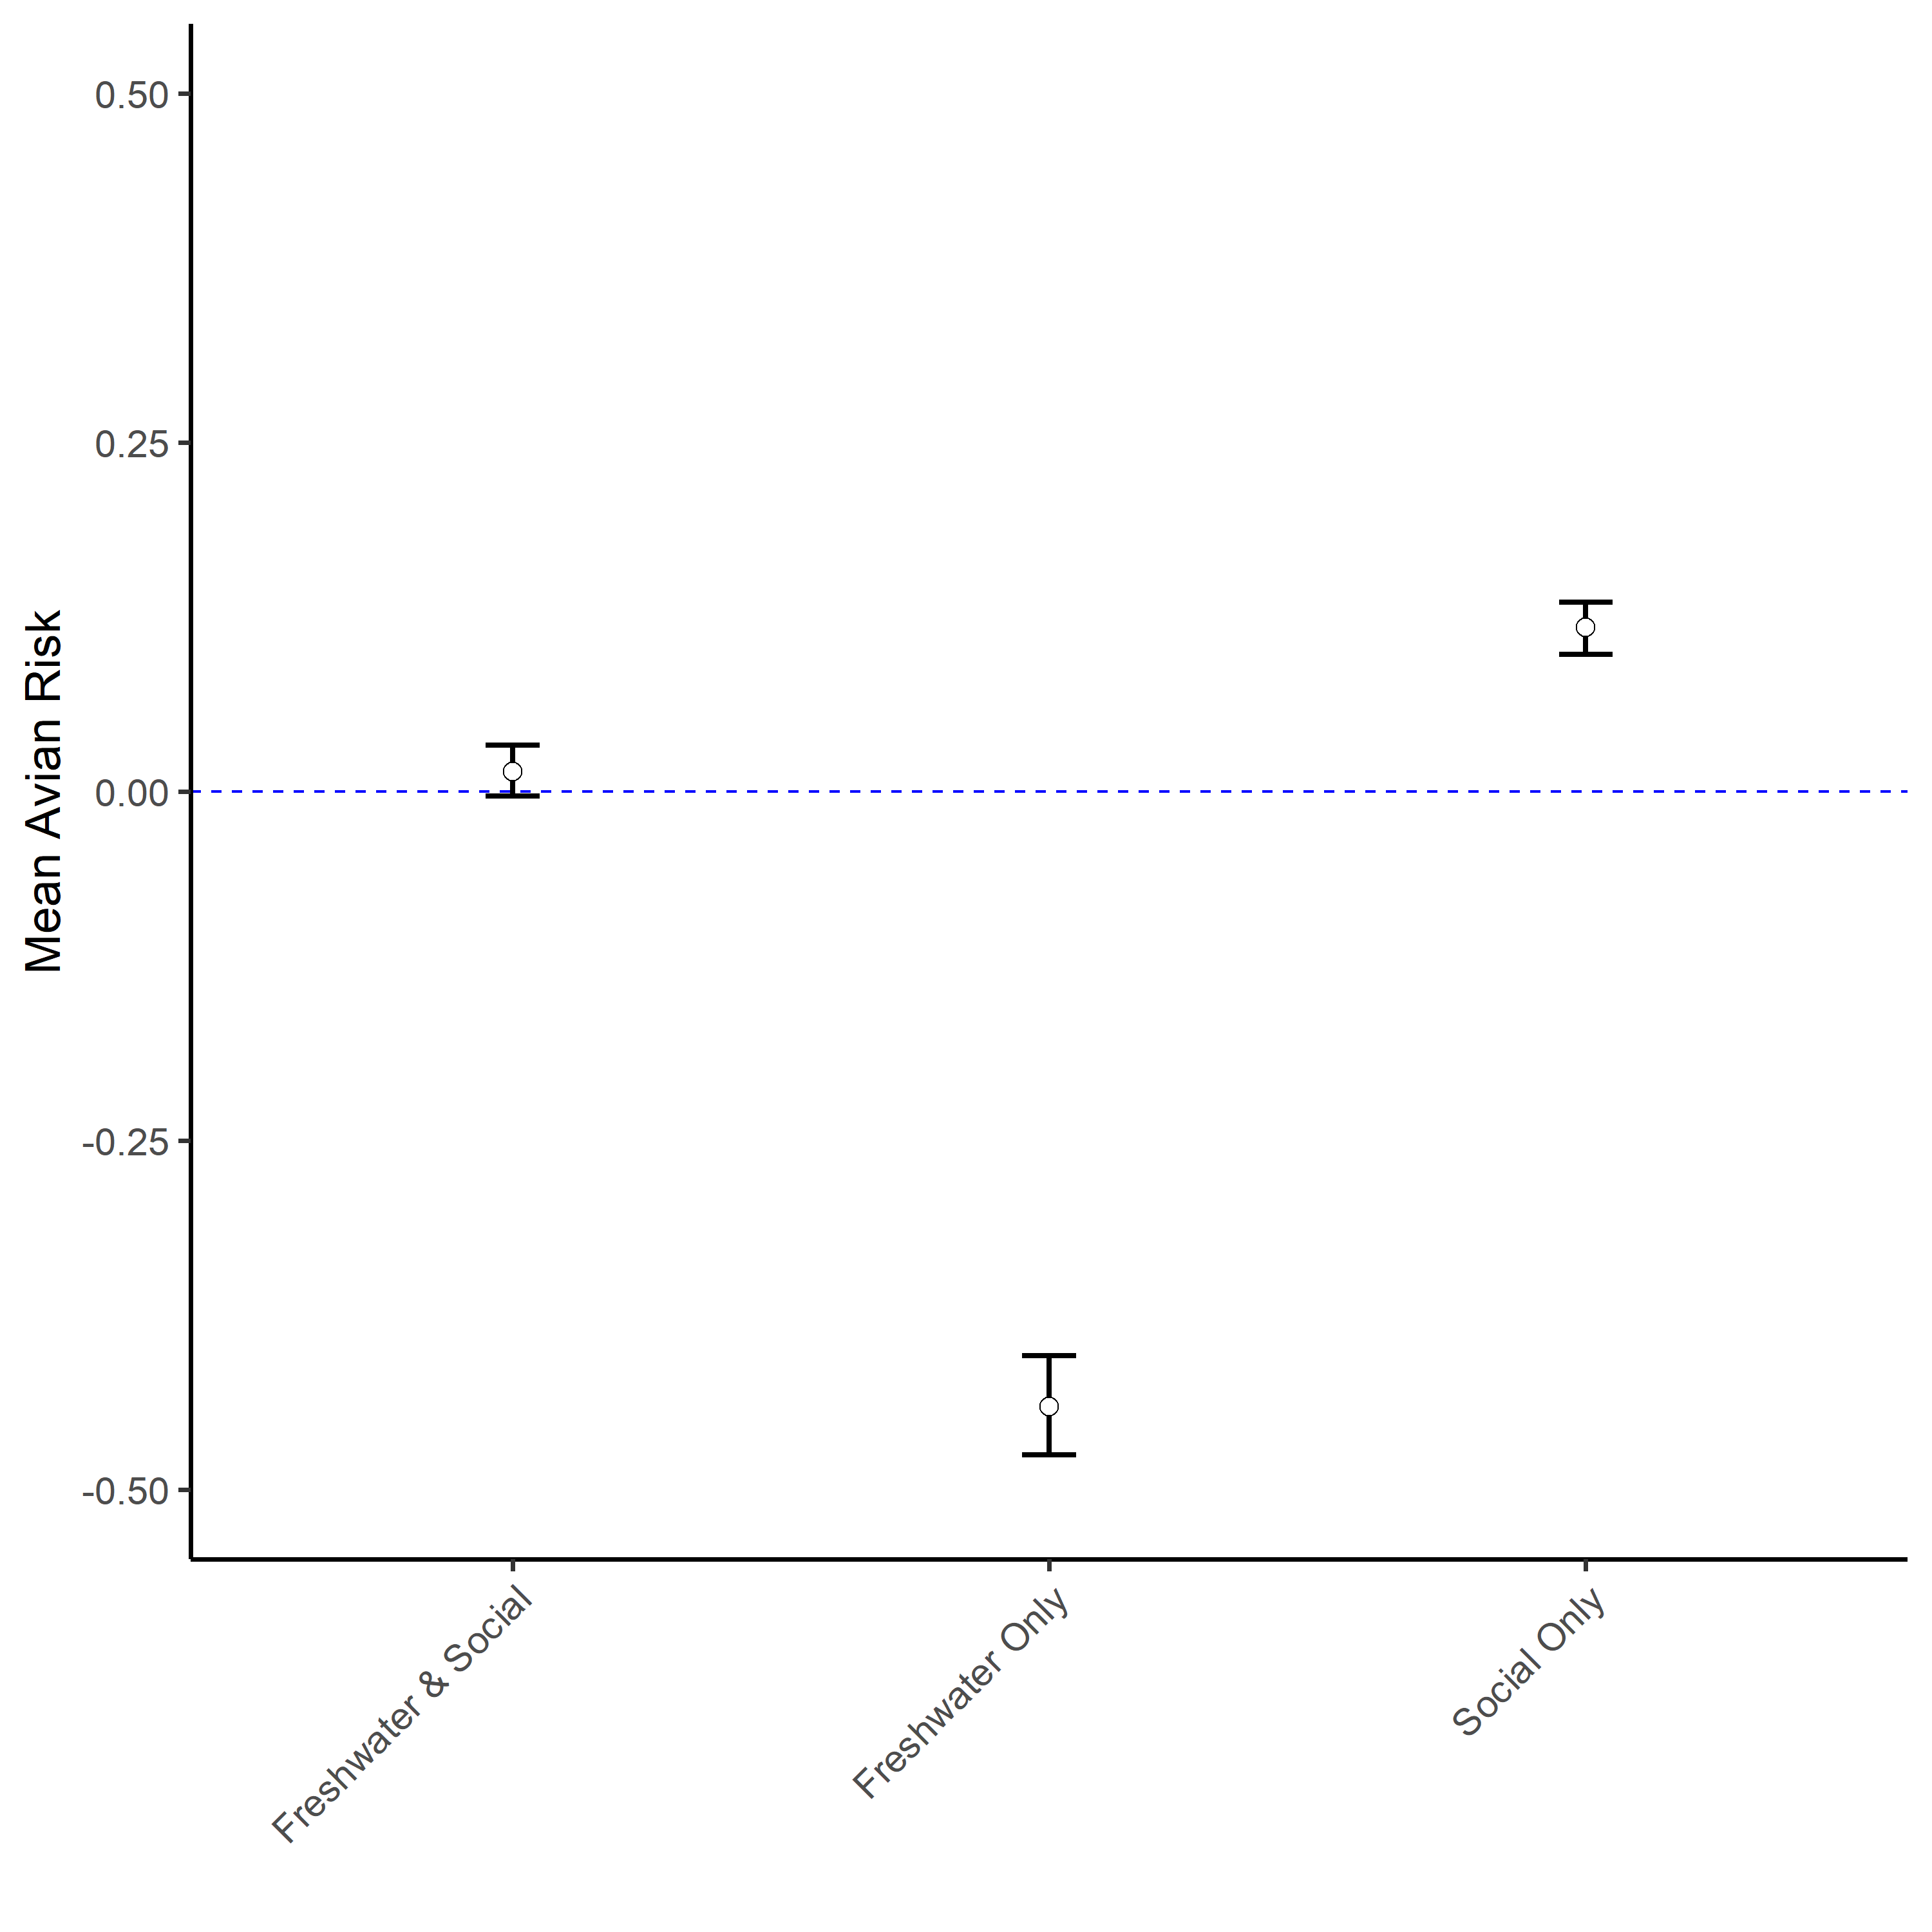 Mean Avian Risk
0.50
0.25
0.00
-0.25
-0.50
Freshwater & Social
Freshwater Only
Social Only